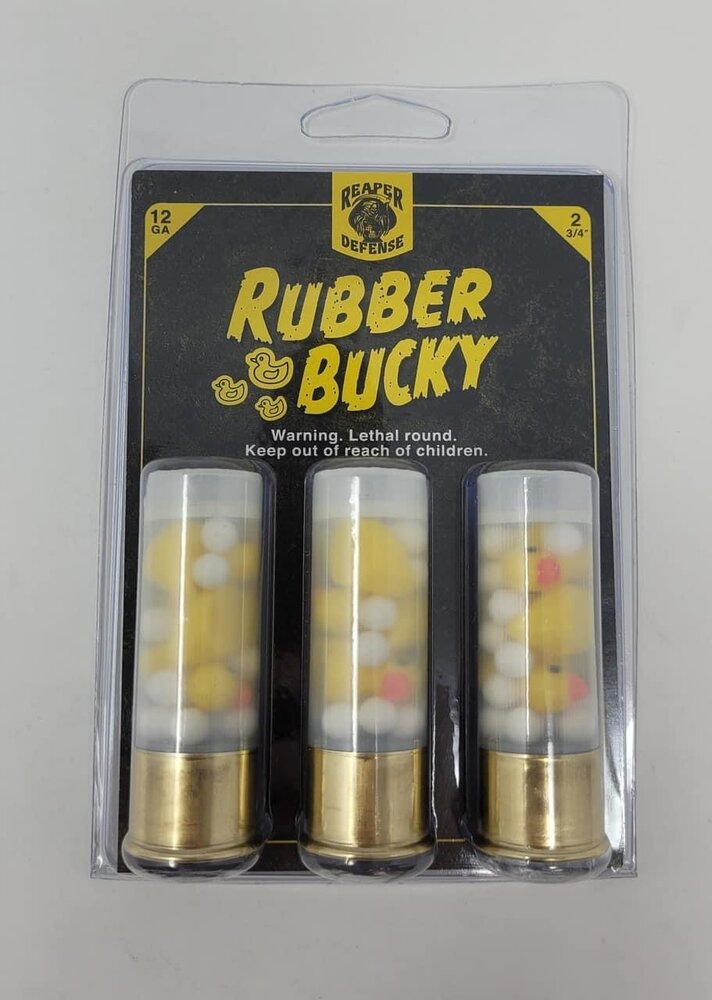 REAPER
DEFENSE
12
GA
2
3/4"
RUBBER
BUCKY
Warning. Lethal round.
Keep out of reach of children.